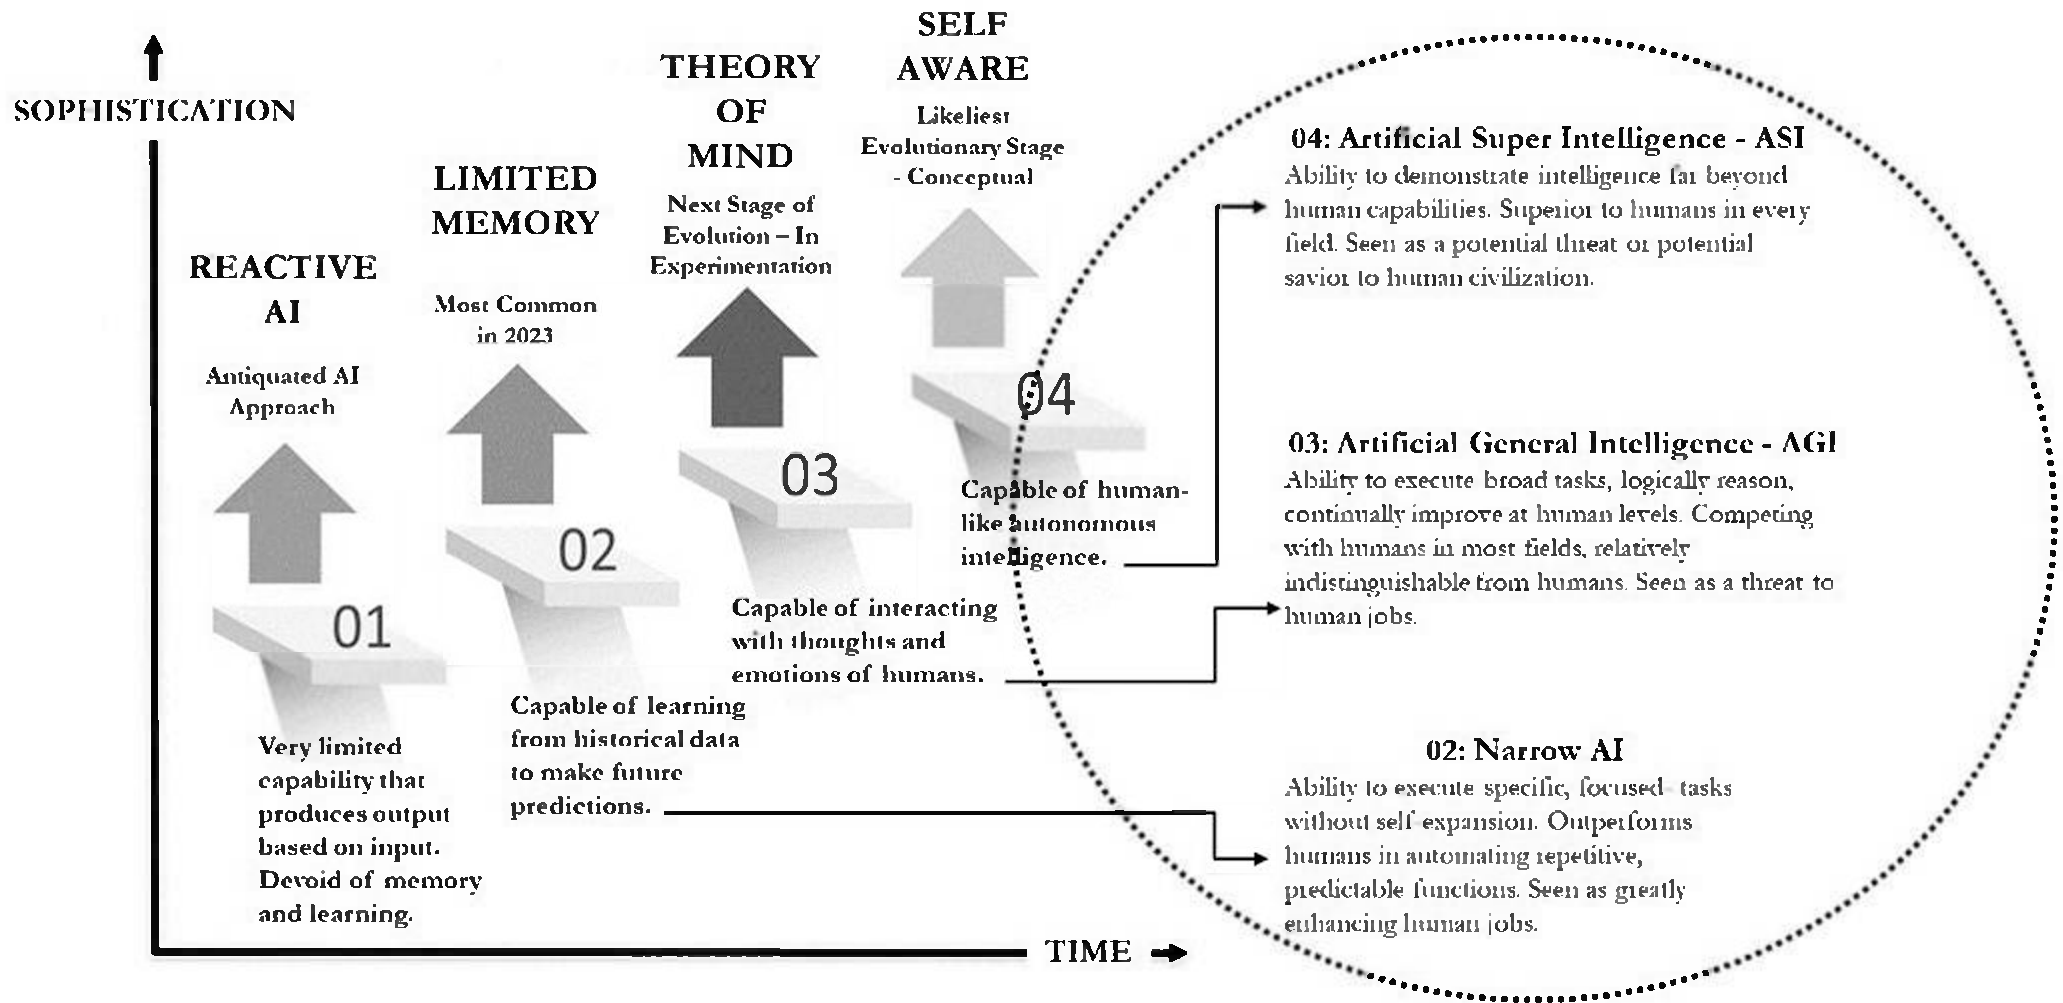 SOPHISTICATION
REACTIVE
AI
Antiquated AI
Approach
01
Very limited
capability that
produces output
based on input.
Devoid of memory
and learning.
LIMITED
MEMORY
Most Common
in 2023
02
Capable of learning
from historical data
to make future
predictions.
THEORY
OF
MIND
Next Stage of
Evolution – In
Experimentation
03
Capable of interacting
with thoughts and
emotions of humans.
SELF
AWARE
Likeliest
Evolutionary Stage
- Conceptual
04
Capable of human-
like autonomous
intelligence.
04: Artificial Super Intelligence - ASI
Ability to demonstrate intelligence far beyond
human capabilities. Superior to humans in every
field. Seen as a potential threat or potential
savior to human civilization.
03: Artificial General Intelligence - AGI
Ability to execute broad tasks, logically reason,
continually improve at human levels. Competing
with humans in most fields, relatively
indistinguishable from humans. Seen as a threat to
human jobs.
02: Narrow AI
Ability to execute specific, focused tasks
without self-expansion. Outperforms
humans in automating repetitive,
predictable functions. Seen as greatly
enhancing human jobs.
TIME